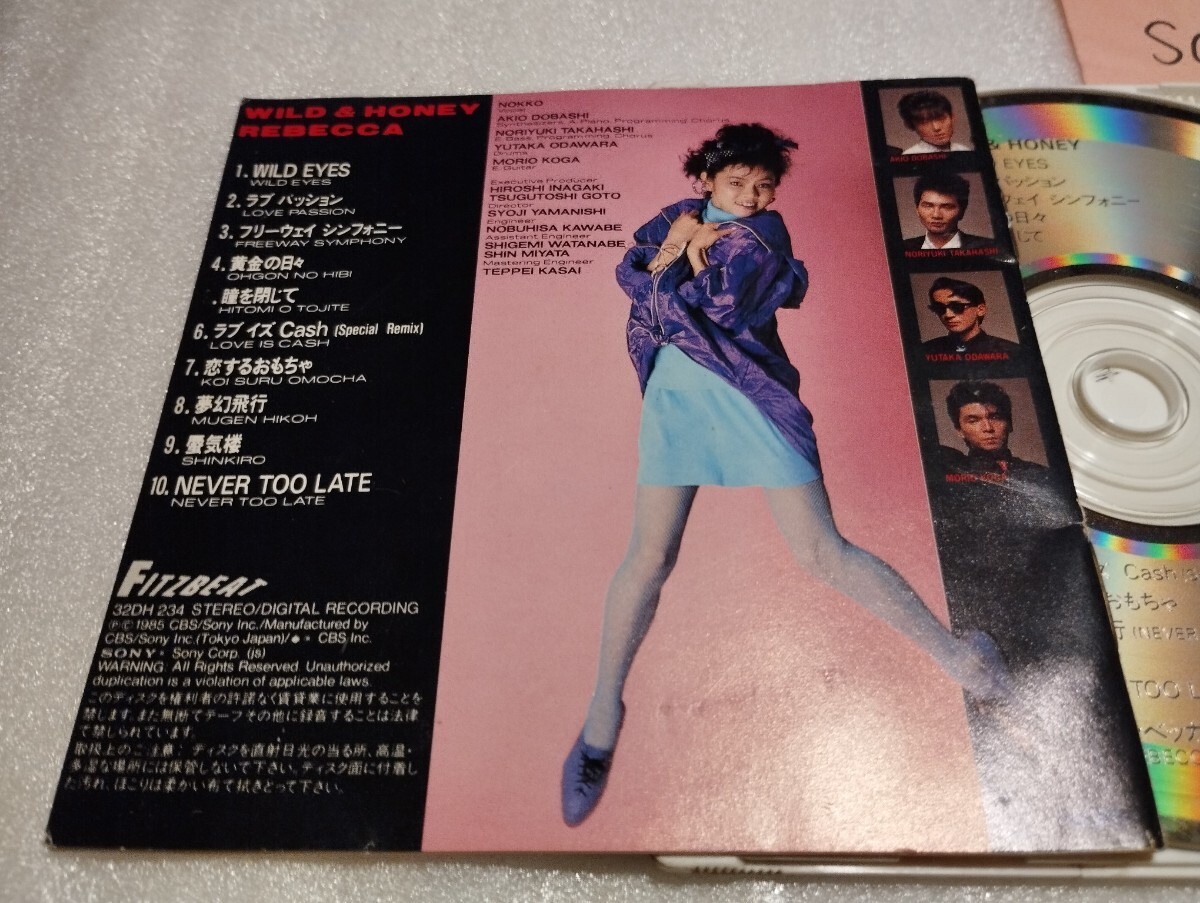 WILD & HONEY
REBECCA
1. WILD EYES
WILD EYES
2. ラブ パッション
LOVE PASSION
3. フリーウェイ シンフォニー
FREEWAY SYMPHONY
4. 黄金の日々
OHGON NO HIBI
. 瞳を閉じて
HITOMI O TOJITE
6. ラブ イズ Cash (Special Remix)
LOVE IS CASH
7. 恋するおもちゃ
KOI SURU OMOCHA
8. 夢幻飛行
MUGEN HIKOH
9. 蜃気楼
SHINKIRO
10. NEVER TOO LATE
NEVER TOO LATE
FITZBEAT
32DH 234 STEREO/DIGITAL RECORDING
℗©1985 CBS/Sony Inc./Manufactured by
CBS/Sony Inc.(Tokyo Japan)/ CBS Inc.
SONY Sony Corp. (js)
WARNING: All Rights Reserved. Unauthorized
duplication is a violation of applicable laws.
このディスクを権利者の許諾なく賃貸業に使用することを
禁します。また無断でテープその他に録音することは法律
で禁じられています。
取扱上のご注意: ディスクを直射日光の当る所、高温・
多湿な場所には保管しないで下さい。ディスク面に付着し
た汚れ、ほこりは柔かい布で拭きとって下さい。
NOKKO
Vocal
AKIO DOBASHI
Synthesizers, A.Piano, Programming Chorus
NORIYUKI TAKAHASHI
E.Bass, Programming, Chorus
YUTAKA ODAWARA
Drums
MORIO KOGA
E.Guitar
Executive Producer
HIROSHI INAGAKI
TSUGUTOSHI GOTO
Director
SYOJI YAMANISHI
Engineer
NOBUHISA KAWABE
Assistant Engineer
SHIGEMI WATANABE
SHIN MIYATA
Mastering Engineer
TEPPEI KASAI
AKIO DOBASHI
NORIYUKI TAKAHASHI
YUTAKA ODAWARA
MORIO KOGA
& HONEY
EYES
パッション
ウェイ シンフォニー
の日々
じて
Cash
おもちゃ
行 (NEVER
TOO L
ベッカ